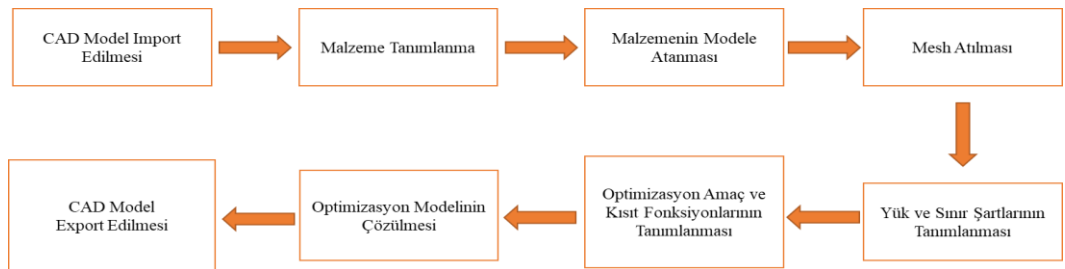 CAD Model Import
Edilmesi
Malzeme Tanımlanma
Malzemenin Modele
Atanması
Mesh Atılması
Yük ve Sınır Şartlarının
Tanımlanması
Optimizasyon Amaç ve
Kısıt Fonksiyonlarının
Tanımlanması
Optimizasyon Modelinin
Çözülmesi
CAD Model
Export Edilmesi